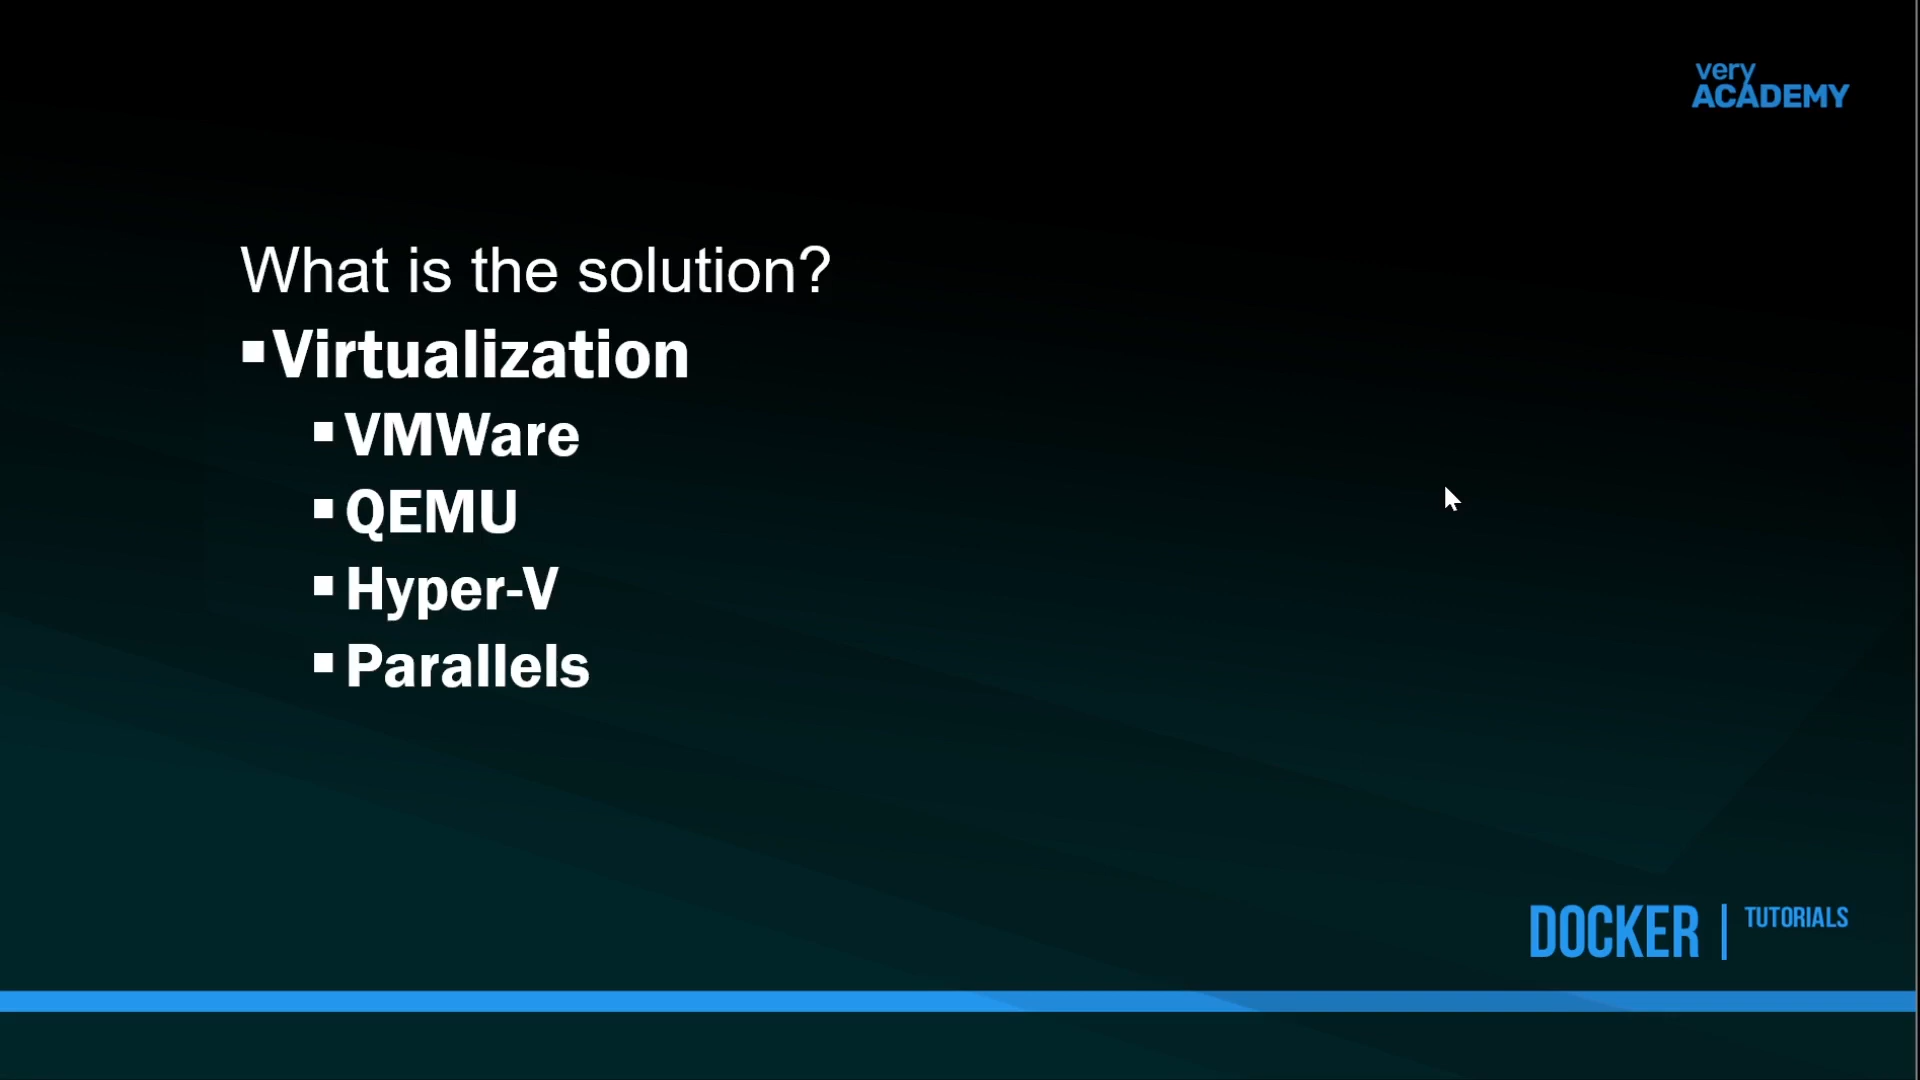 very
ACADEMY
What is the solution?
▪Virtualization
▪VMWare
▪QEMU
▪Hyper-V
▪Parallels
DOCKER | TUTORIALS